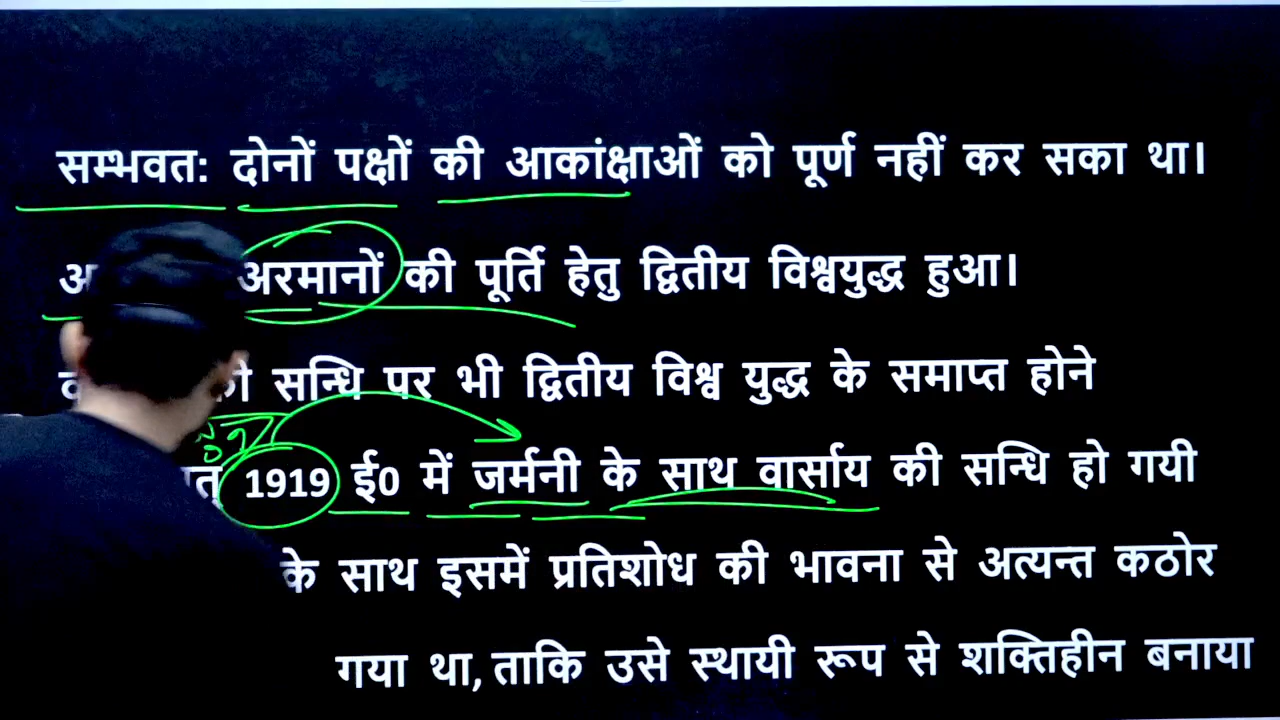 सम्भवत: दोनों पक्षों की आकांक्षाओं को पूर्ण नहीं कर सका था।
अरमानों की पूर्ति हेतु द्वितीय विश्वयुद्ध हुआ।
सन्धि पर भी द्वितीय विश्व युद्ध के समाप्त होने
1919 ई0 में जर्मनी के साथ वार्साय की सन्धि हो गयी
के साथ इसमें प्रतिशोध की भावना से अत्यन्त कठोर
गया था, ताकि उसे स्थायी रूप से शक्तिहीन बनाया